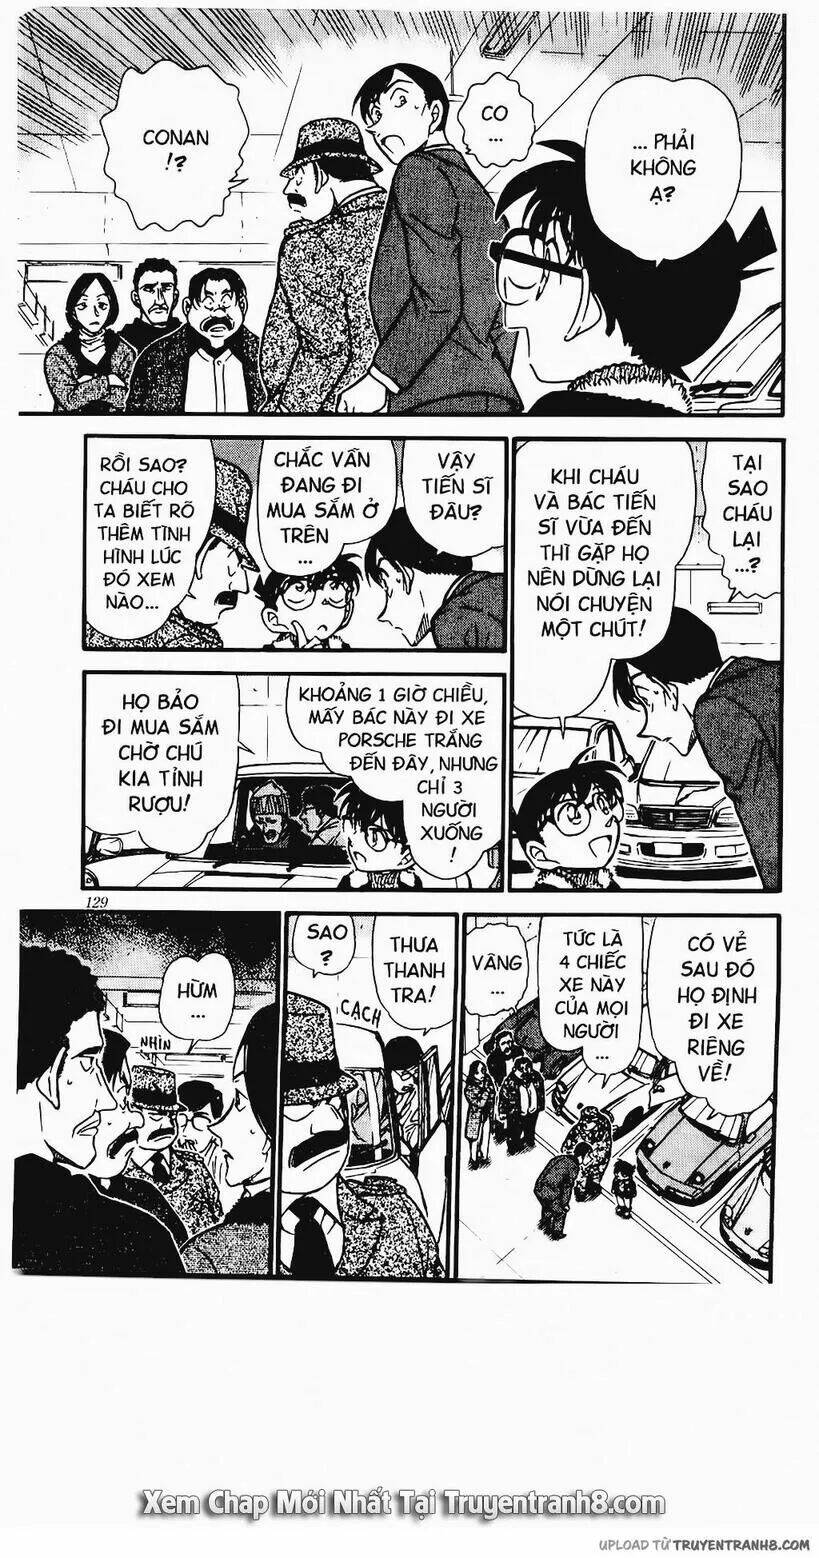 ... PHẢI
KHÔNG
Ạ?
CO
...
CONAN
!?
TẠI
SAO
CHÁU
LẠI
...?
KHI CHÁU
VÀ BÁC TIẾN
SĨ VỪA ĐẾN
THÌ GẶP HỌ
NÊN DỪNG LẠI
NÓI CHUYỆN
MỘT CHÚT!
VẬY
TIẾN SĨ
ĐÂU?
CHẮC VẪN
ĐANG ĐI
MUA SẮM Ở
TRÊN
...
RỒI SAO?
CHÁU CHO
TA BIẾT RÕ
THÊM TÌNH
HÌNH LÚC
ĐÓ XEM
NÀO...
KHOẢNG 1 GIỜ CHIỀU,
MẤY BÁC NÀY ĐI XE
PORSCHE TRẮNG
ĐẾN ĐÂY, NHƯNG
CHỈ 3
NGƯỜI
XUỐNG
!
HỌ BẢO
ĐI MUA SẮM
CHỜ CHÚ
KIA TỈNH
RƯỢU!
129
CÓ VẺ
SAU ĐÓ
HỌ ĐỊNH
ĐI XE
RIÊNG
VỀ!
TỨC LÀ
4 CHIẾC
XE NÀY
CỦA MỌI
NGƯỜI
...
VÂNG
...
THƯA
THANH
TRA!
SAO
?
CẠCH
HỪM
...
NHÌN
Xem Chap Mới Nhất Tại Truyentranh8.com
UPLOAD TỪ TRUYENTRANH8.COM